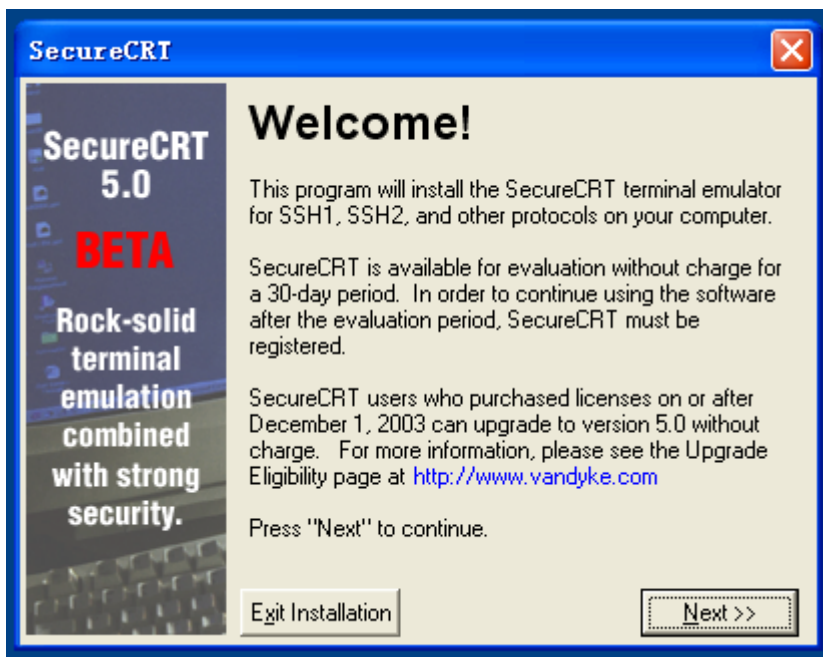 SecureCRT
SecureCRT
5.0
BETA
Rock-solid
terminal
emulation
combined
with strong
security.
Welcome!
This program will install the SecureCRT terminal emulator
for SSH1, SSH2, and other protocols on your computer.
SecureCRT is available for evaluation without charge for
a 30-day period.  In order to continue using the software
after the evaluation period, SecureCRT must be
registered.
SecureCRT users who purchased licenses on or after
December 1, 2003 can upgrade to version 5.0 without
charge.   For more information, please see the Upgrade
Eligibility page at http://www.vandyke.com
Press "Next" to continue.
Exit Installation
Next >>